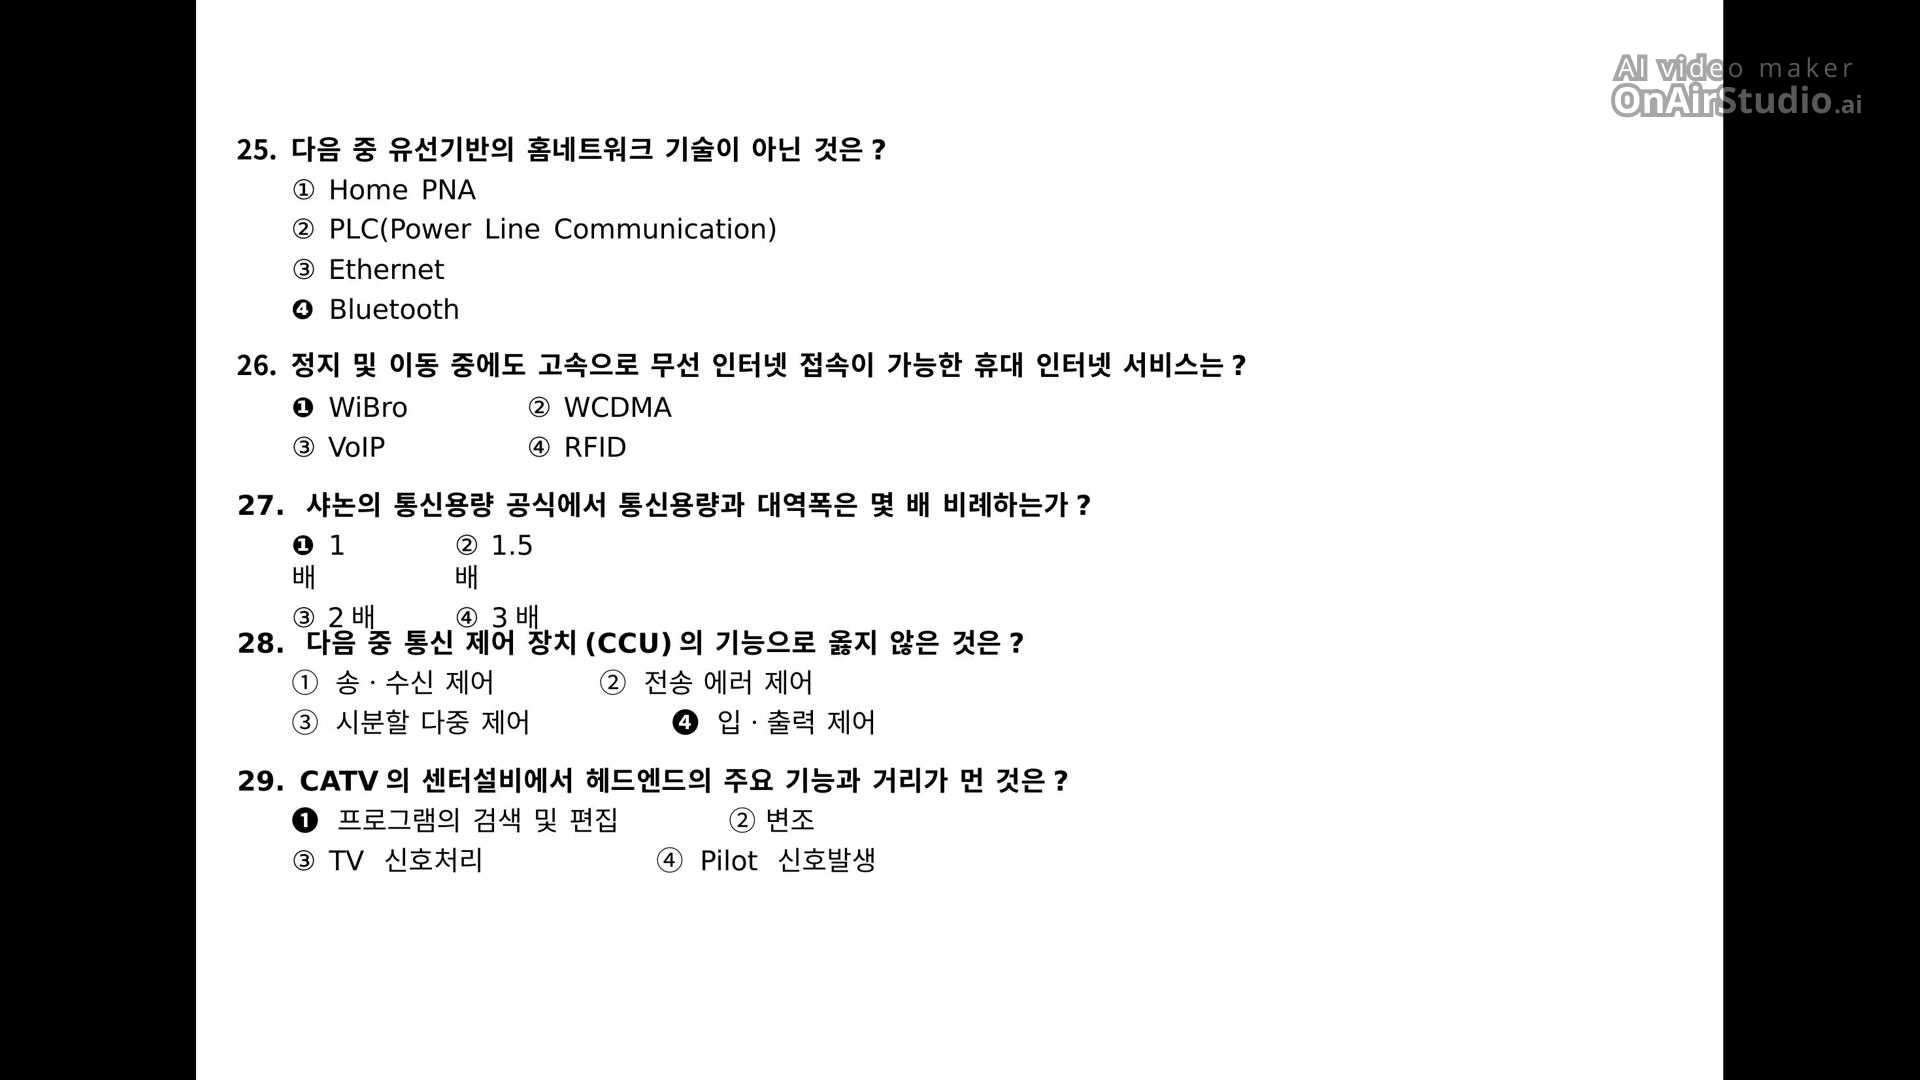 AI video maker
OnAirStudio.ai
25. 다음 중 유선기반의 홈네트워크 기술이 아닌 것은?
① Home PNA
② PLC(Power Line Communication)
③ Ethernet
❹ Bluetooth
26. 정지 및 이동 중에도 고속으로 무선 인터넷 접속이 가능한 휴대 인터넷 서비스는?
❶ WiBro ② WCDMA
③ VoIP ④ RFID
27. 샤논의 통신용량 공식에서 통신용량과 대역폭은 몇 배 비례하는가?
❶ 1 ② 1.5
배 배
③ 2배 ④ 3배
28. 다음 중 통신 제어 장치(CCU)의 기능으로 옳지 않은 것은?
① 송·수신 제어 ② 전송 에러 제어
③ 시분할 다중 제어 ❹ 입·출력 제어
29. CATV의 센터설비에서 헤드엔드의 주요 기능과 거리가 먼 것은?
❶ 프로그램의 검색 및 편집 ② 변조
③ TV 신호처리 ④ Pilot 신호발생